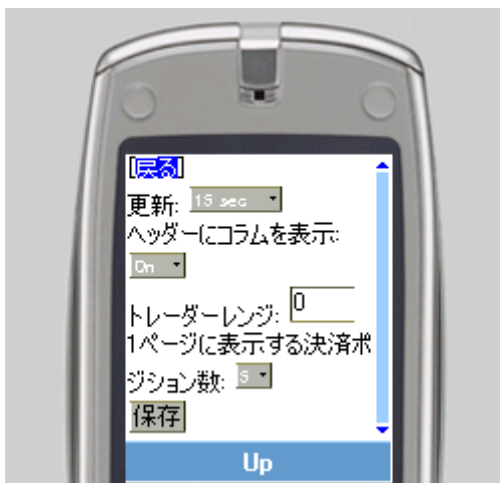 [戻る]
更新: 15 sec
ヘッダーにコラムを表示:
On
トレーダーレンジ: 0
1ページに表示する決済ポ
ジション数: 5
保存
Up